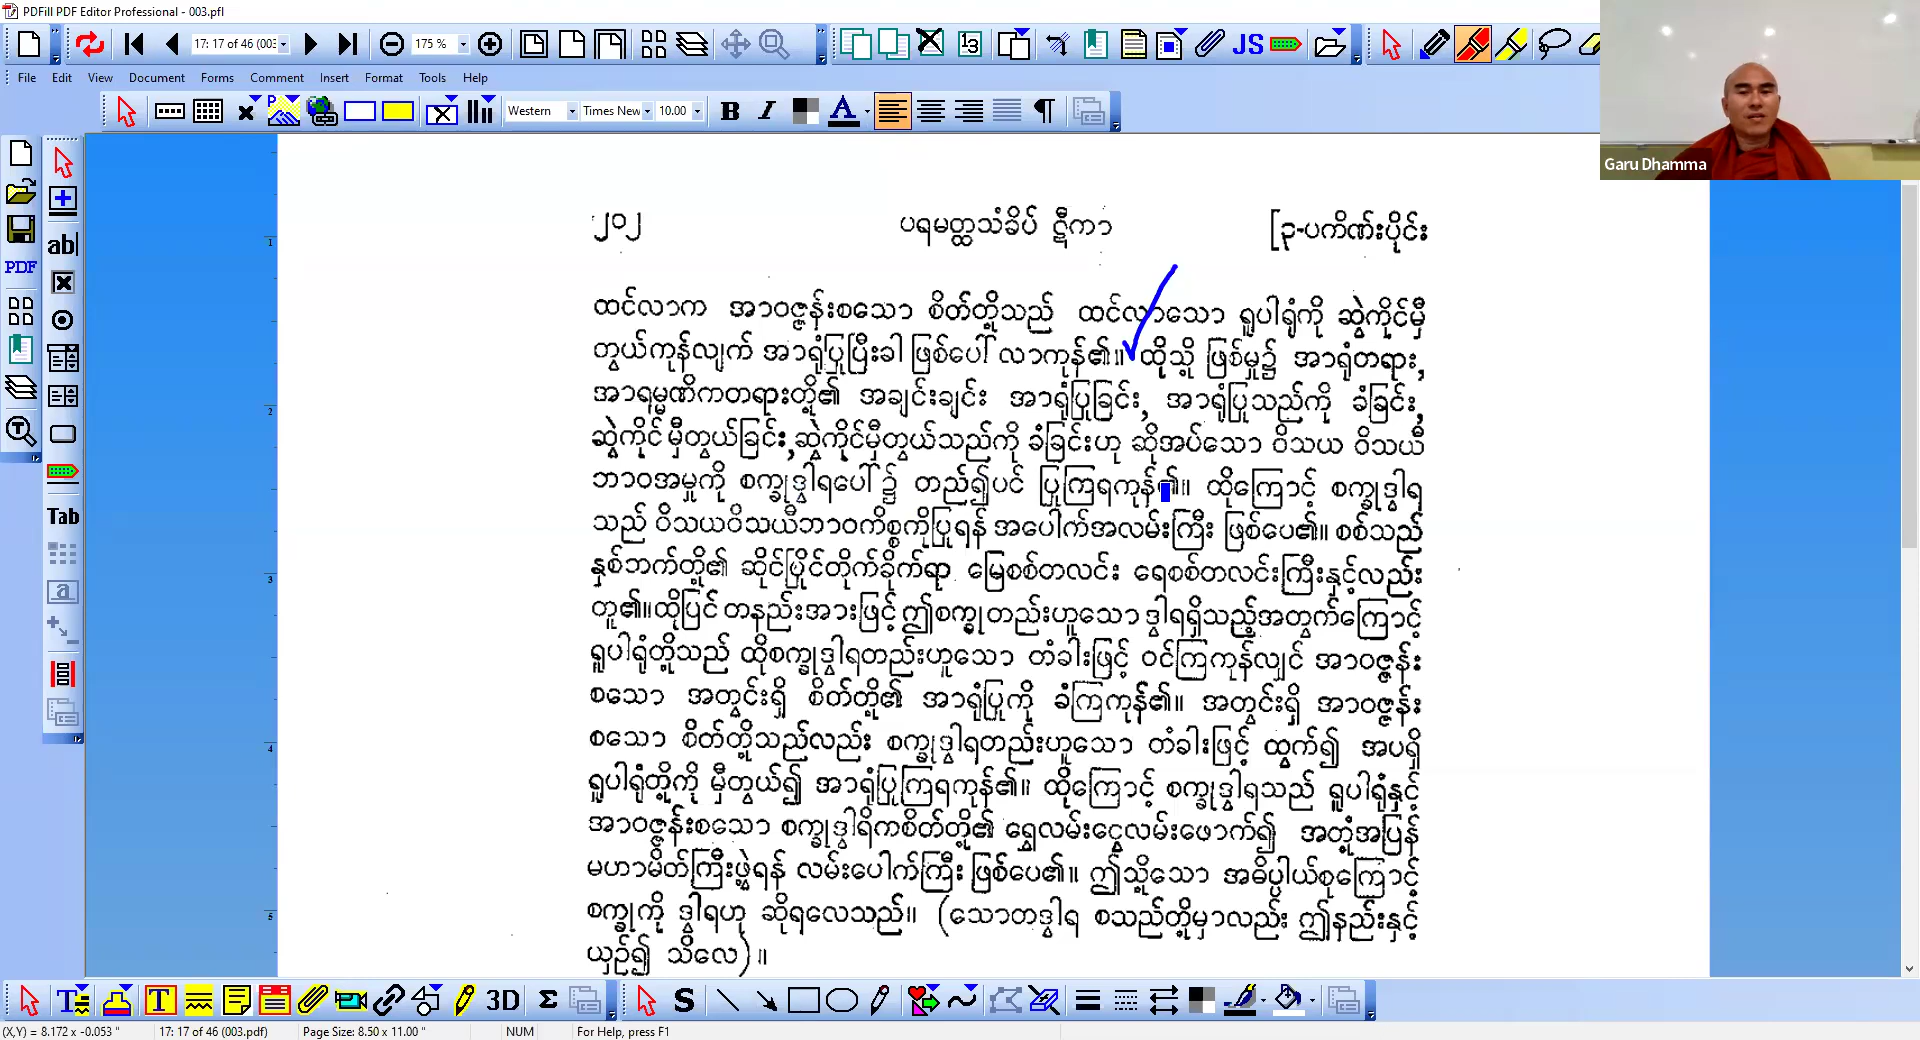 PDFill PDF Editor Professional - 003.pfl
17: 17 of 46 (003
175 %
13
JS
File Edit View Document Forms Comment Insert Format Tools Help
Western Times New 10.00 B I A
Garu Dhamma
ab|
PDF
Tab
၂၀၂ ပရမတ္ထသံခိပ် ဋီကာ [၃-ပကိဏ်းပိုင်း
ထင်လာက အာဝဇ္ဇန်းစသော စိတ်တို့သည် ထင်လာသော ရူပါရုံကို ဆွဲကိုင်မှီ
တွယ်ကုန်လျက် အာရုံပြုပြီးခါ ဖြစ်ပေါ် လာကုန်၏။ ထိုသို့ ဖြစ်မှု၌ အာရုံတရား,
အာရမ္မဏိကတရားတို့၏ အချင်းချင်း အာရုံပြုခြင်း, အာရုံပြုသည်ကို ခံခြင်း,
ဆွဲကိုင် မှီတွယ်ခြင်း,ဆွဲကိုင်မှီတွယ်သည်ကို ခံခြင်းဟု ဆိုအပ်သော ဝိသယ ဝိသယီ
ဘာဝအမှုကို စက္ခုဒွါရပေါ်၌ တည်၍ပင် ပြုကြရကုန်၏။ ထိုကြောင့် စက္ခုဒွါရ
သည် ဝိသယဝိသယီဘာဝကိစ္စကိုပြုရန် အပေါက်အလမ်းကြီး ဖြစ်ပေ၏။ စစ်သည်
နှစ်ဘက်တို့၏ ဆိုင်ပြိုင်တိုက်ခိုက်ရာ မြေစစ်တလင်း ရေစစ်တလင်းကြီးနှင့်လည်း
တူ၏။ထိုပြင် တနည်းအားဖြင့် ဤစက္ခုတည်းဟူသော ဒွါရရှိသည့်အတွက်ကြောင့်
ရူပါရုံတို့သည် ထိုစက္ခုဒွါရတည်းဟူသော တံခါးဖြင့် ဝင်ကြကုန်လျှင် အာဝဇ္ဇန်း
စသော အတွင်းရှိ စိတ်တို့၏ အာရုံပြုကို ခံကြကုန်၏။ အတွင်းရှိ အာဝဇ္ဇန်း
စသော စိတ်တို့သည်လည်း စက္ခုဒွါရတည်းဟူသော တံခါးဖြင့် ထွက်၍ အပရှိ
ရူပါရုံတို့ကို မှီတွယ်၍ အာရုံပြုကြရကုန်၏။ ထိုကြောင့် စက္ခုဒွါရသည် ရူပါရုံနှင့်
အာဝဇ္ဇန်းစသော စက္ခုဒွါရိကစိတ်တို့၏ ရွှေလမ်းငွေလမ်းဖောက်၍ အတုံ့အပြန်
မဟာမိတ်ကြီးဖွဲ့ရန် လမ်းပေါက်ကြီး ဖြစ်ပေ၏။ ဤသို့သော အဓိပ္ပါယ်စုကြောင့်
စက္ခုကို ဒွါရဟု ဆိုရလေသည်။ (သောတဒွါရ စသည်တို့မှာလည်း ဤနည်းနှင့်
ယှဉ်၍ သိလေ)။
T T 3D Σ S
(X,Y) = 8.172 x -0.053 " 17: 17 of 46 (003.pdf) Page Size: 8.50 x 11.00 " NUM For Help, press F1